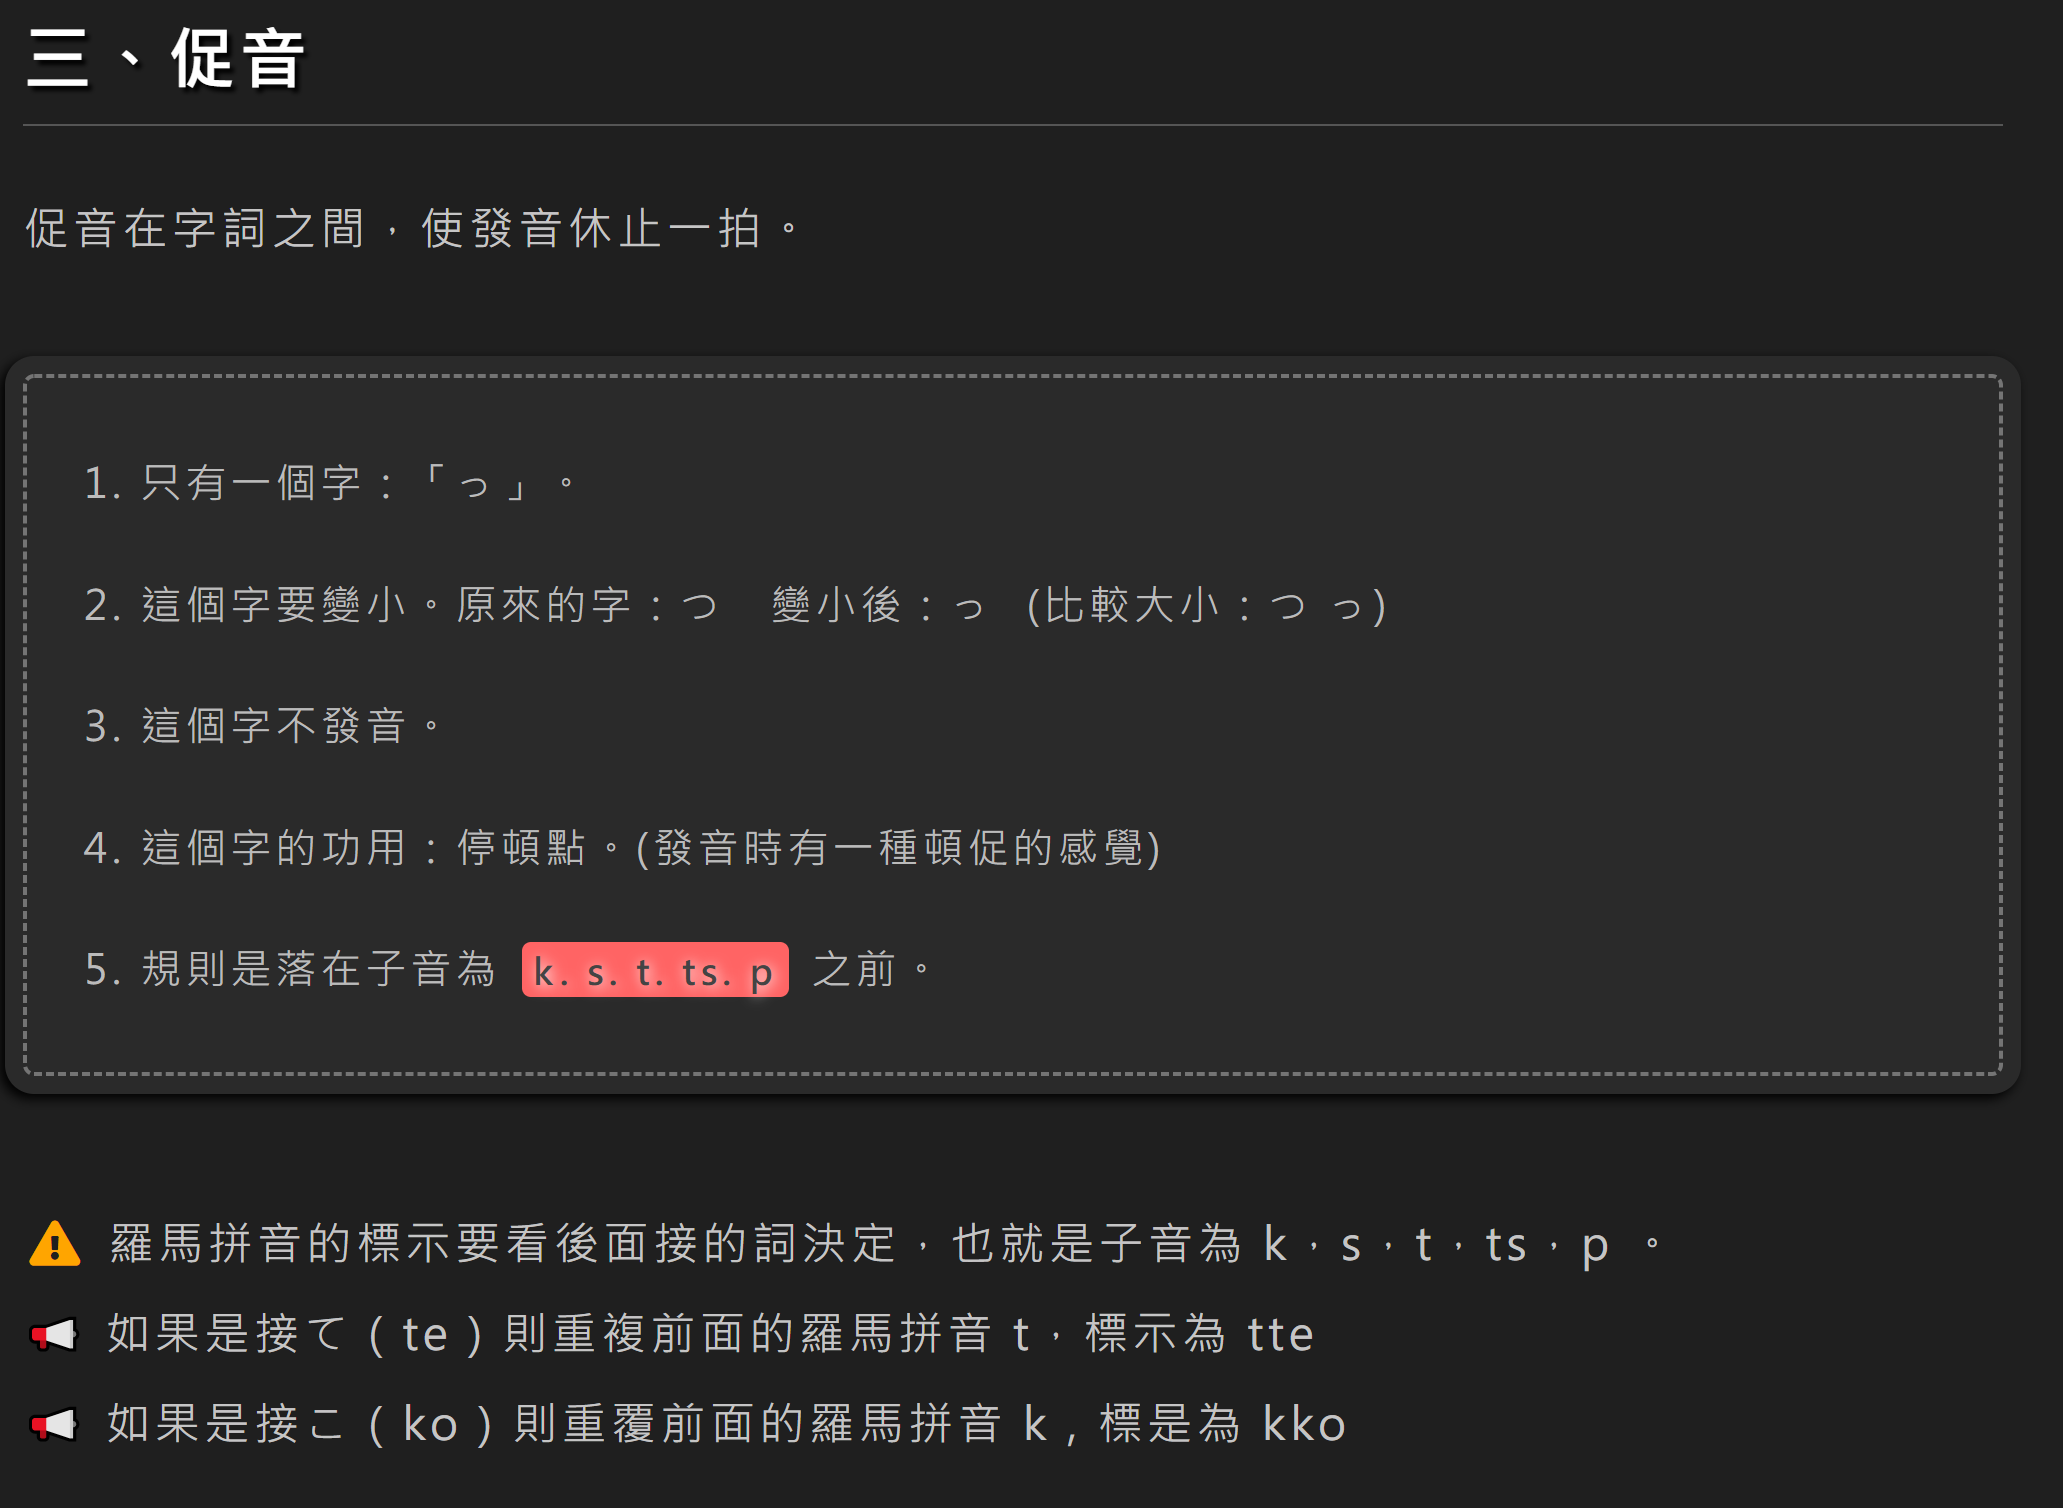 三、促音
促音在字詞之間，使發音休止一拍。
1. 只有一個字：「っ」。
2. 這個字要變小。原來的字：つ　變小後：っ (比較大小：つ っ)
3. 這個字不發音。
4. 這個字的功用：停頓點。(發音時有一種頓促的感覺)
5. 規則是落在子音為 k. s. t. ts. p 之前。
羅馬拼音的標示要看後面接的詞決定，也就是子音為 k，s，t，ts，p 。
如果是接て ( te ) 則重複前面的羅馬拼音 t，標示為 tte
如果是接こ ( ko ) 則重覆前面的羅馬拼音 k , 標是為 kko